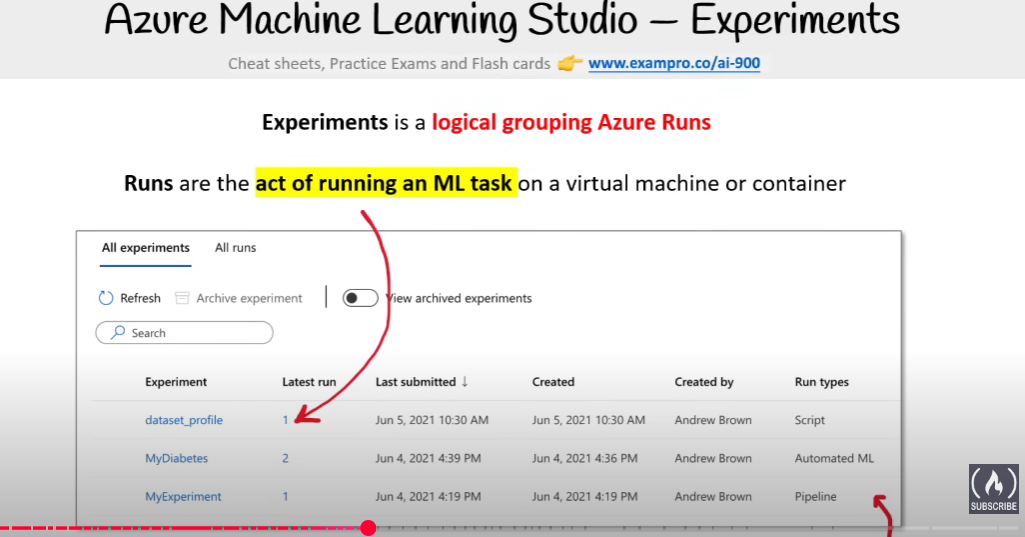 Azure Machine Learning Studio – Experiments
Cheat sheets, Practice Exams and Flash cards 👉 www.exampro.co/ai-900
Experiments is a logical grouping Azure Runs
Runs are the act of running an ML task on a virtual machine or container
All experiments All runs
Refresh Archive experiment View archived experiments
Search
Experiment Latest run Last submitted ↓ Created Created by Run types
dataset_profile 1 Jun 5, 2021 10:30 AM Jun 5, 2021 10:30 AM Andrew Brown Script
MyDiabetes 2 Jun 4, 2021 4:39 PM Jun 4, 2021 4:36 PM Andrew Brown Automated ML
MyExperiment 1 Jun 4, 2021 4:19 PM Jun 4, 2021 4:19 PM Andrew Brown Pipeline
SUBSCRIBE